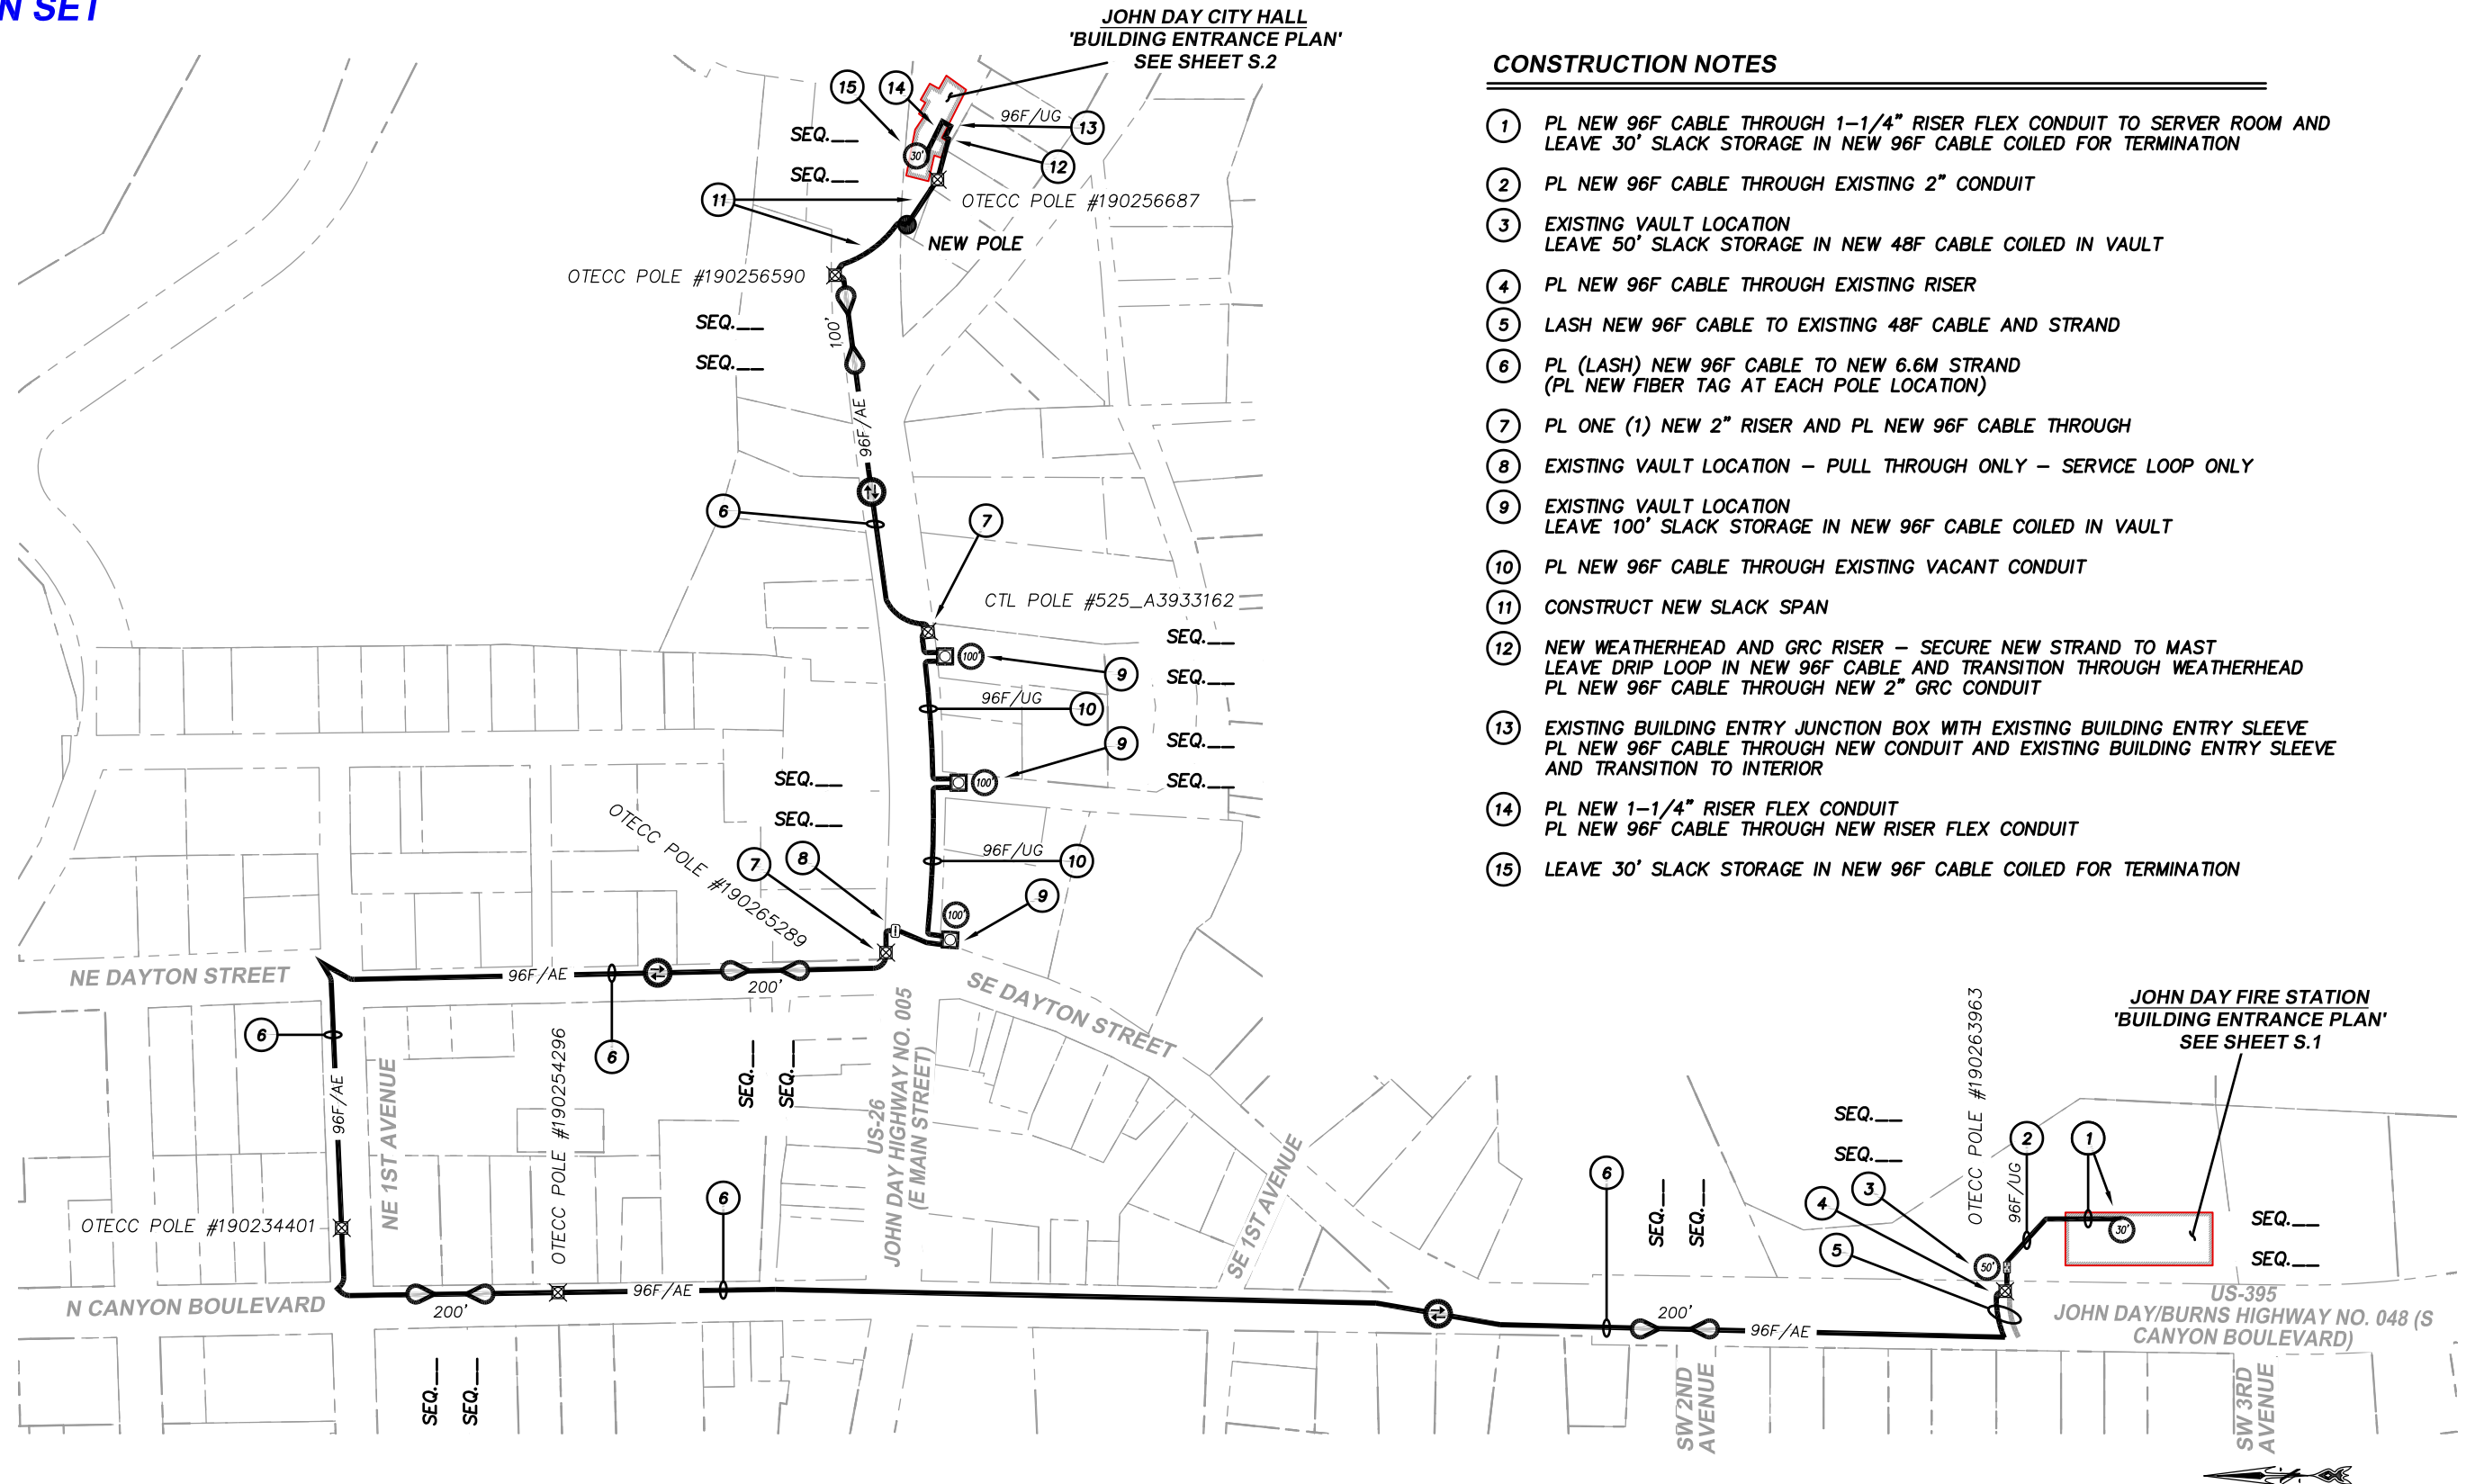 N SET
JOHN DAY CITY HALL
'BUILDING ENTRANCE PLAN'
SEE SHEET S.2
15
14
96F/UG
13
SEQ.__
12
SEQ.__
30'
11
OTECC POLE #190256687
NEW POLE
OTECC POLE #190256590
SEQ.__
100'
SEQ.__
96F/AE
6
7
CTL POLE #525_A3933162
SEQ.__
100'
9
SEQ.__
96F/UG
10
9
SEQ.__
SEQ.__
100'
SEQ.__
SEQ.__
OTECC POLE #190265289
7
8
96F/UG
10
9
100'
NE DAYTON STREET
96F/AE
200'
SE DAYTON STREET
6
6
96F/AE
NE 1ST AVENUE
OTECC POLE #190254296
SEQ.__
SEQ.__
US-26
JOHN DAY HIGHWAY NO. 005
(E MAIN STREET)
SE 1ST AVENUE
OTECC POLE #190234401
6
N CANYON BOULEVARD
200'
96F/AE
SEQ.__
SEQ.__
6
SEQ.__
SEQ.__
200'
96F/AE
SW 2ND
AVENUE
SEQ.__
SEQ.__
OTECC POLE #190263963
96F/UG
2
1
3
4
5
50'
30'
JOHN DAY FIRE STATION
'BUILDING ENTRANCE PLAN'
SEE SHEET S.1
SEQ.__
SEQ.__
US-395
JOHN DAY/BURNS HIGHWAY NO. 048 (S
CANYON BOULEVARD)
SW 3RD
AVENUE
CONSTRUCTION NOTES
1 PL NEW 96F CABLE THROUGH 1-1/4" RISER FLEX CONDUIT TO SERVER ROOM AND
LEAVE 30' SLACK STORAGE IN NEW 96F CABLE COILED FOR TERMINATION
2 PL NEW 96F CABLE THROUGH EXISTING 2" CONDUIT
3 EXISTING VAULT LOCATION
LEAVE 50' SLACK STORAGE IN NEW 48F CABLE COILED IN VAULT
4 PL NEW 96F CABLE THROUGH EXISTING RISER
5 LASH NEW 96F CABLE TO EXISTING 48F CABLE AND STRAND
6 PL (LASH) NEW 96F CABLE TO NEW 6.6M STRAND
(PL NEW FIBER TAG AT EACH POLE LOCATION)
7 PL ONE (1) NEW 2" RISER AND PL NEW 96F CABLE THROUGH
8 EXISTING VAULT LOCATION – PULL THROUGH ONLY – SERVICE LOOP ONLY
9 EXISTING VAULT LOCATION
LEAVE 100' SLACK STORAGE IN NEW 96F CABLE COILED IN VAULT
10 PL NEW 96F CABLE THROUGH EXISTING VACANT CONDUIT
11 CONSTRUCT NEW SLACK SPAN
12 NEW WEATHERHEAD AND GRC RISER – SECURE NEW STRAND TO MAST
LEAVE DRIP LOOP IN NEW 96F CABLE AND TRANSITION THROUGH WEATHERHEAD
PL NEW 96F CABLE THROUGH NEW 2" GRC CONDUIT
13 EXISTING BUILDING ENTRY JUNCTION BOX WITH EXISTING BUILDING ENTRY SLEEVE
PL NEW 96F CABLE THROUGH NEW CONDUIT AND EXISTING BUILDING ENTRY SLEEVE
AND TRANSITION TO INTERIOR
14 PL NEW 1-1/4" RISER FLEX CONDUIT
PL NEW 96F CABLE THROUGH NEW RISER FLEX CONDUIT
15 LEAVE 30' SLACK STORAGE IN NEW 96F CABLE COILED FOR TERMINATION